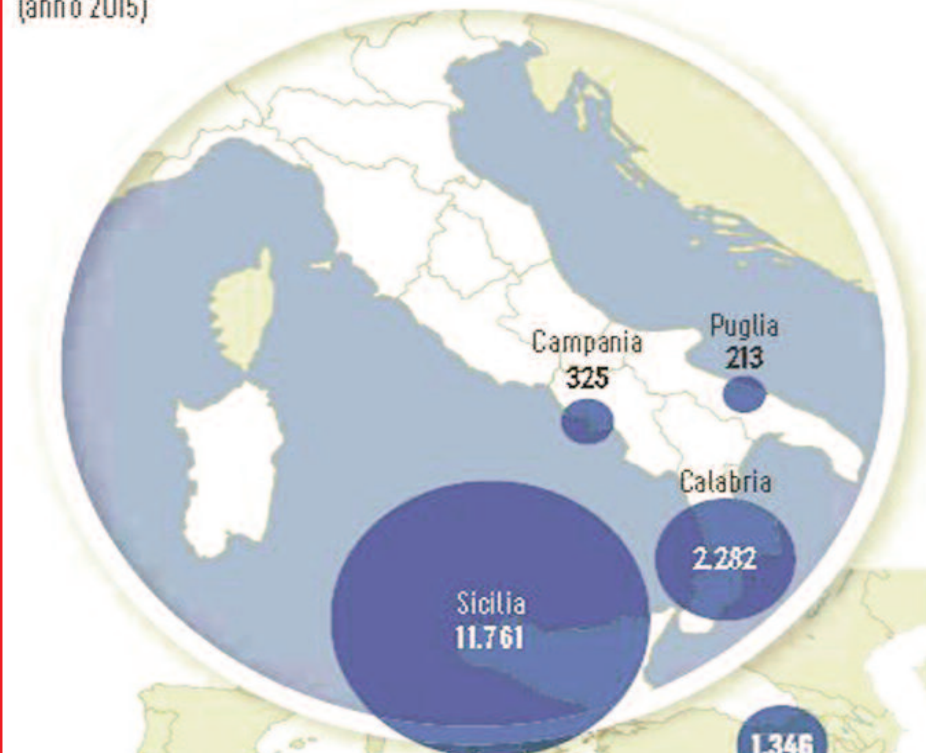 (anno 2015)
Campania
325
Puglia
213
Calabria
2.282
Sicilia
11.761
1.346